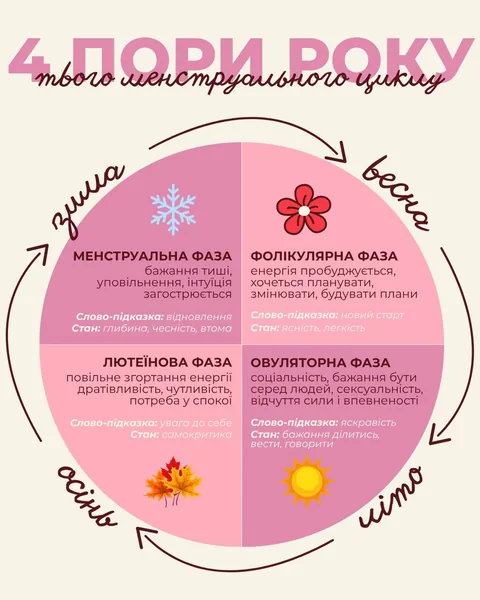 4 ПОРИ РОКУ
твого менструального циклу
зима
весна
МЕНСТРУАЛЬНА ФАЗА
бажання тиші,
уповільнення, інтуїція
загострюється
Слово-підказка: відновлення
Стан: глибина, чесність, втома
ФОЛІКУЛЯРНА ФАЗА
енергія пробуджується,
хочеться планувати,
змінювати, будувати плани
Слово-підказка: новий старт
Стан: ясність, легкість
ЛЮТЕЇНОВА ФАЗА
повільне згортання енергії
дратівливість, чутливість,
потреба у спокої
Слово-підказка: увага до себе
Стан: самокритика
ОВУЛЯТОРНА ФАЗА
соціальність, бажання бути
серед людей, сексуальність,
відчуття сили і впевненості
Слово-підказка: яскравість
Стан: бажання ділитись,
вести, говорити
осінь
літо